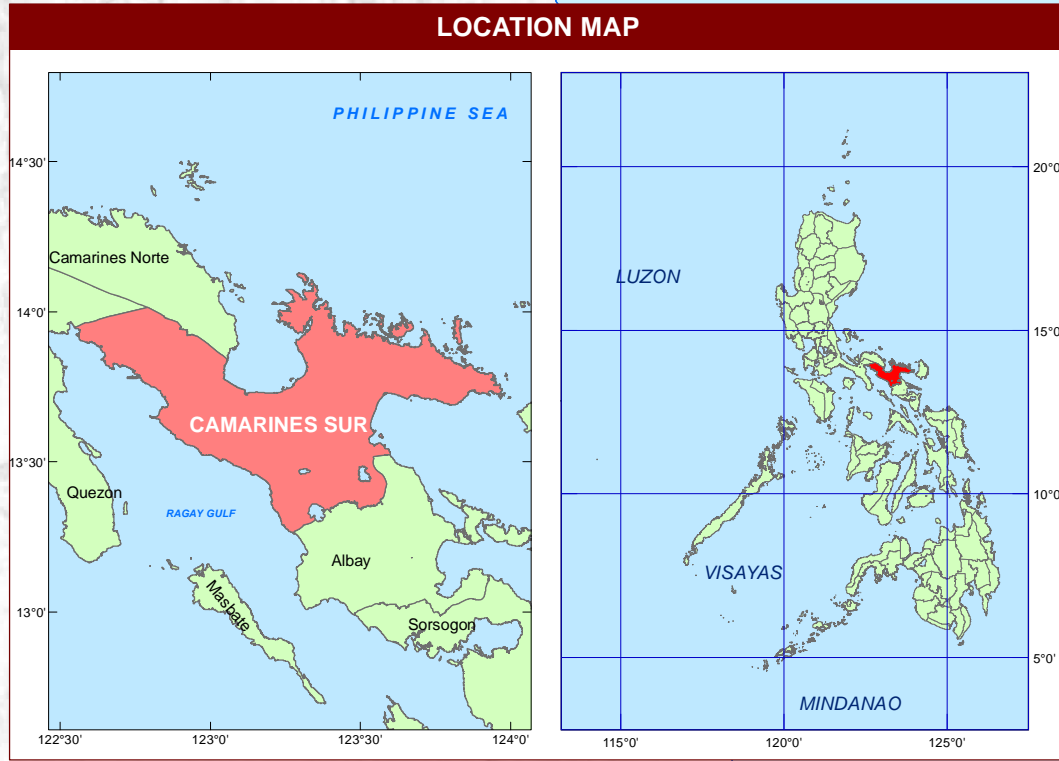 LOCATION MAP
PHILIPPINE SEA
14°30'
Camarines Norte
14°0'
CAMARINES SUR
13°30'
Quezon
RAGAY GULF
Albay
Masbate
13°0'
Sorsogon
122°30'
123°0'
123°30'
124°0'
20°0'
LUZON
15°0'
10°0'
VISAYAS
5°0'
MINDANAO
115°0'
120°0'
125°0'